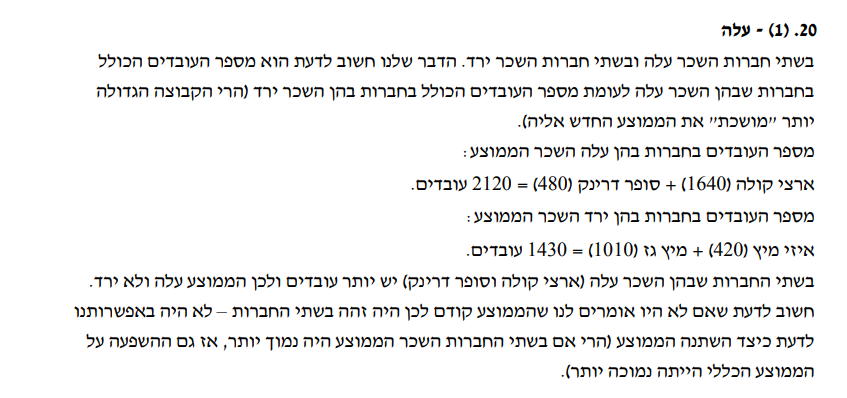 20. (1) - עלה
בשתי חברות השכר עלה ובשתי חברות השכר ירד. הדבר שלנו חשוב לדעת הוא מספר העובדים הכולל
בחברות שבהן השכר עלה לעומת מספר העובדים הכולל בחברות בהן השכר ירד (הרי הקבוצה הגדולה
יותר "מושכת" את הממוצע החדש אליה).
מספר העובדים בחברות בהן עלה השכר הממוצע:
ארצי קולה (1640) + סופר דרינק (480) = 2120 עובדים.
מספר העובדים בחברות בהן ירד השכר הממוצע:
איזי מיץ (420) + מיץ גז (1010) = 1430 עובדים.
בשתי החברות שבהן השכר עלה (ארצי קולה וסופר דרינק) יש יותר עובדים ולכן הממוצע עלה ולא ירד.
חשוב לדעת שאם לא היו אומרים לנו שהממוצע קודם לכן היה זהה בשתי החברות – לא היה באפשרותנו
לדעת כיצד השתנה הממוצע (הרי אם בשתי החברות השכר הממוצע היה נמוך יותר, אז גם ההשפעה על
הממוצע הכללי הייתה נמוכה יותר).